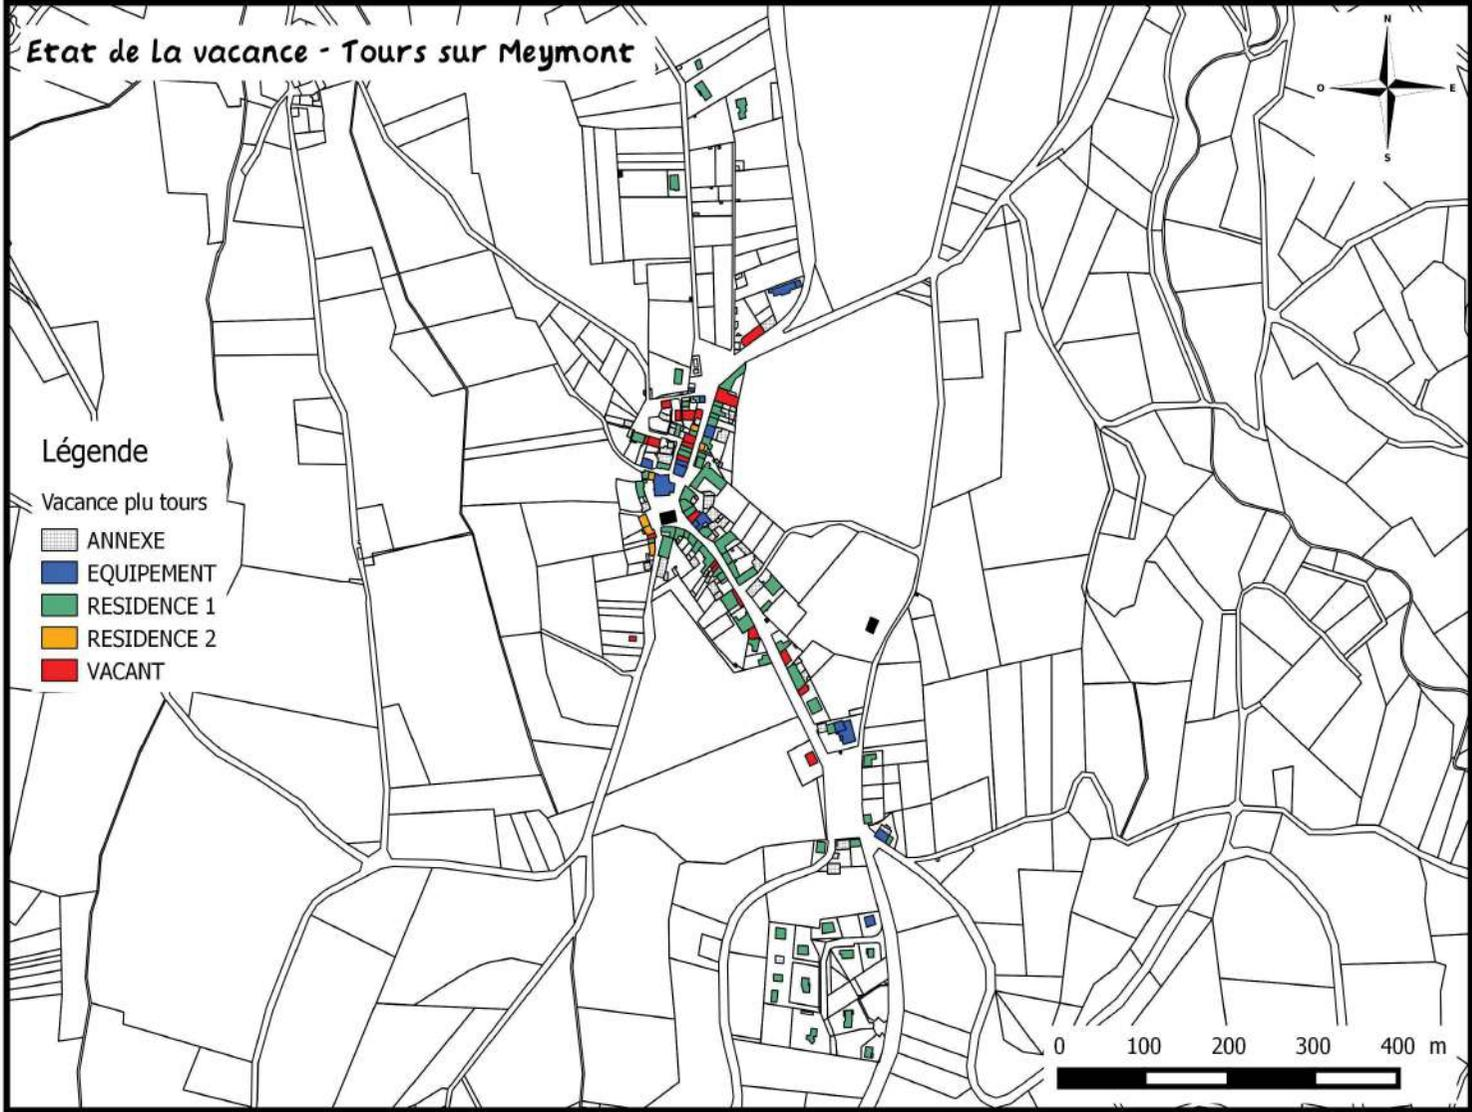 Etat de la vacance - Tours sur Meymont
N
O E
S
Légende
Vacance plu tours
ANNEXE
EQUIPEMENT
RESIDENCE 1
RESIDENCE 2
VACANT
0 100 200 300 400 m